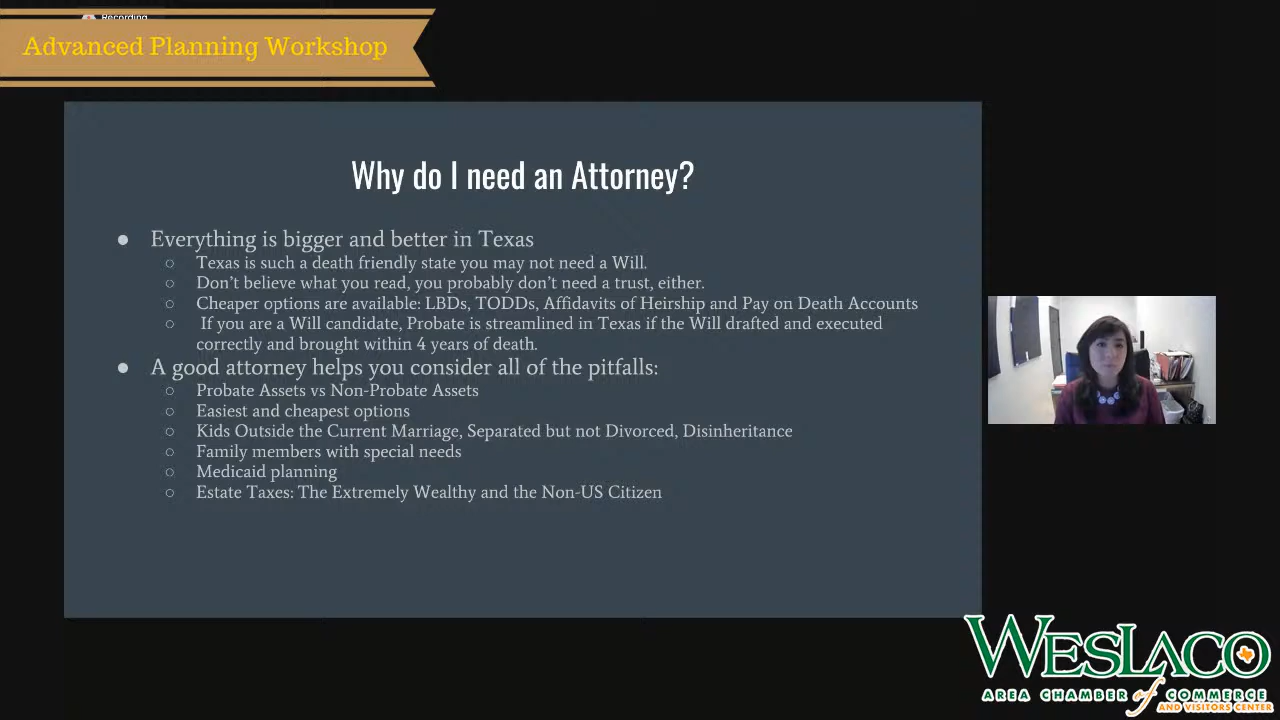 Recording
Advanced Planning Workshop
Why do I need an Attorney?
● Everything is bigger and better in Texas
○ Texas is such a death friendly state you may not need a Will.
○ Don't believe what you read, you probably don't need a trust, either.
○ Cheaper options are available: LBDs, TODDs, Affidavits of Heirship and Pay on Death Accounts
○ If you are a Will candidate, Probate is streamlined in Texas if the Will drafted and executed
correctly and brought within 4 years of death.
● A good attorney helps you consider all of the pitfalls:
○ Probate Assets vs Non-Probate Assets
○ Easiest and cheapest options
○ Kids Outside the Current Marriage, Separated but not Divorced, Disinheritance
○ Family members with special needs
○ Medicaid planning
○ Estate Taxes: The Extremely Wealthy and the Non-US Citizen
WESLACO
AREA CHAMBER of COMMERCE
AND VISITORS CENTER